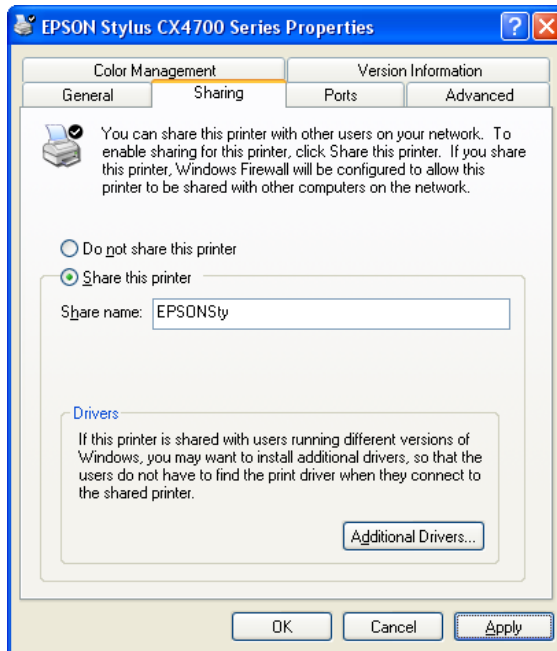 EPSON Stylus CX4700 Series Properties
Color Management
Version Information
General
Sharing
Ports
Advanced
You can share this printer with other users on your network. To
enable sharing for this printer, click Share this printer. If you share
this printer, Windows Firewall will be configured to allow this
printer to be shared with other computers on the network.
Do not share this printer
Share this printer
Share name:
EPSONSty
Drivers
If this printer is shared with users running different versions of
Windows, you may want to install additional drivers, so that the
users do not have to find the print driver when they connect to
the shared printer.
Additional Drivers...
OK
Cancel
Apply